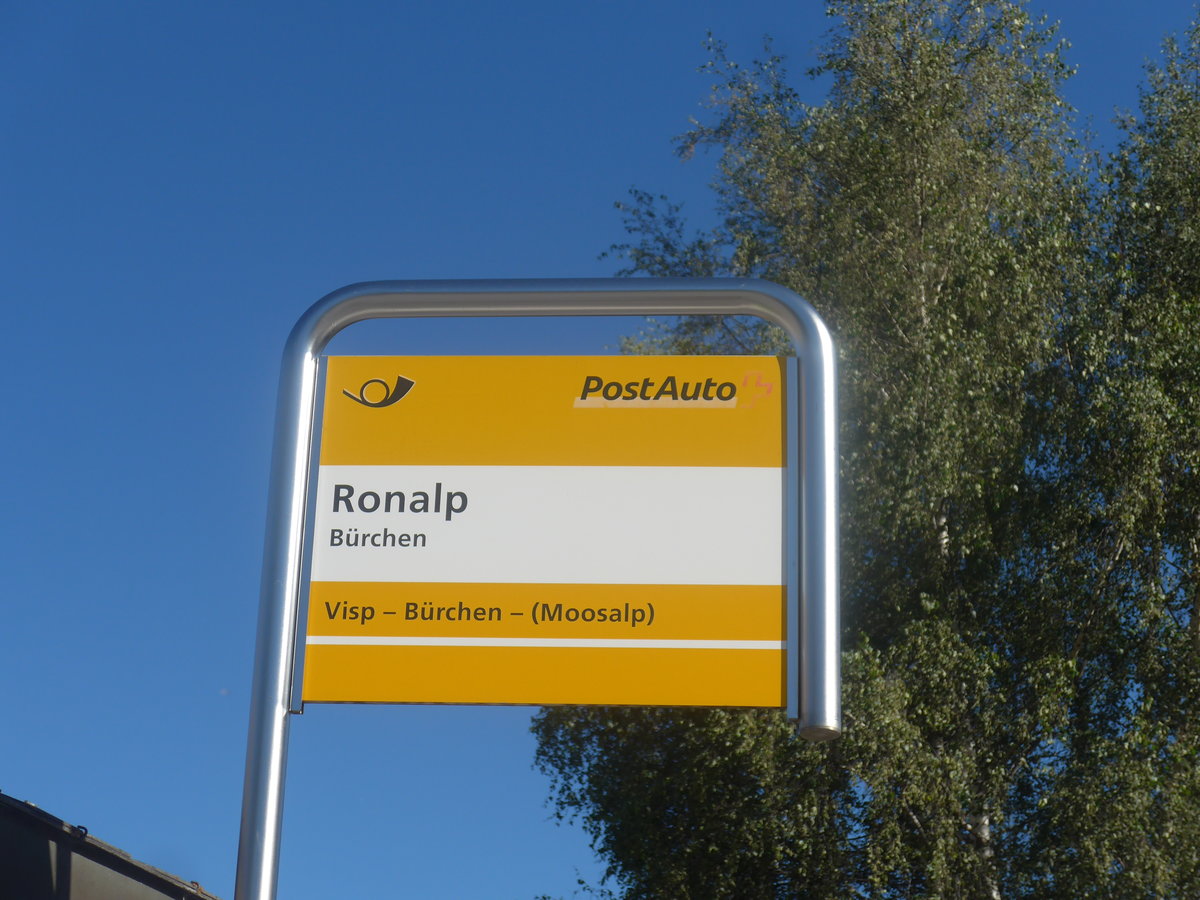 PostAuto
Ronalp
Bürchen
Visp – Bürchen – (Moosalp)